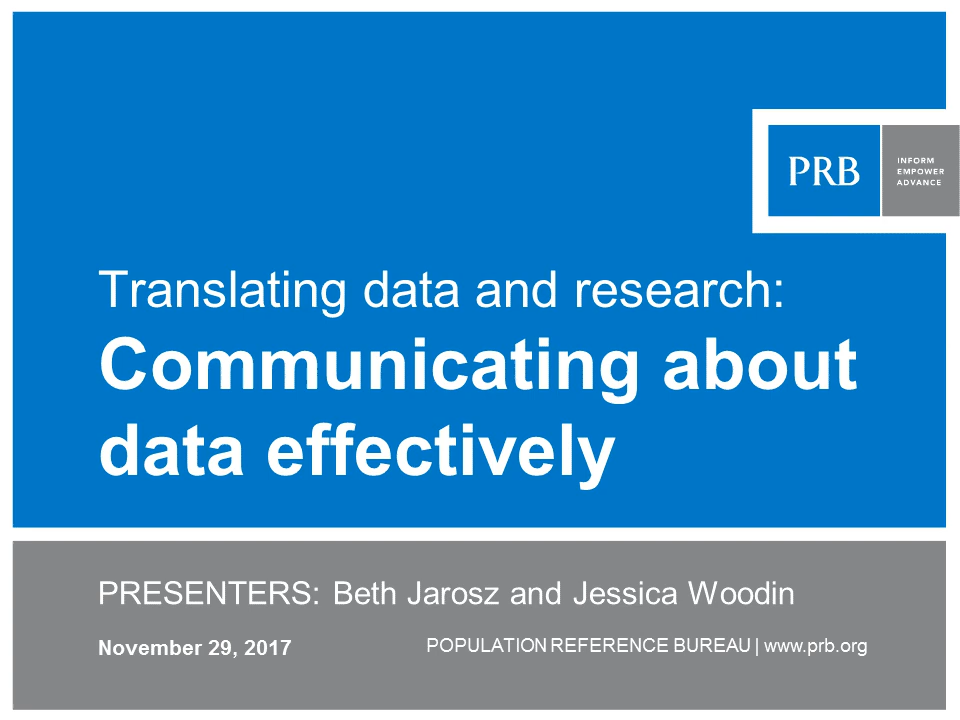 PRB
INFORM
EMPOWER
ADVANCE
Translating data and research:
Communicating about
data effectively
PRESENTERS: Beth Jarosz and Jessica Woodin
November 29, 2017
POPULATION REFERENCE BUREAU | www.prb.org